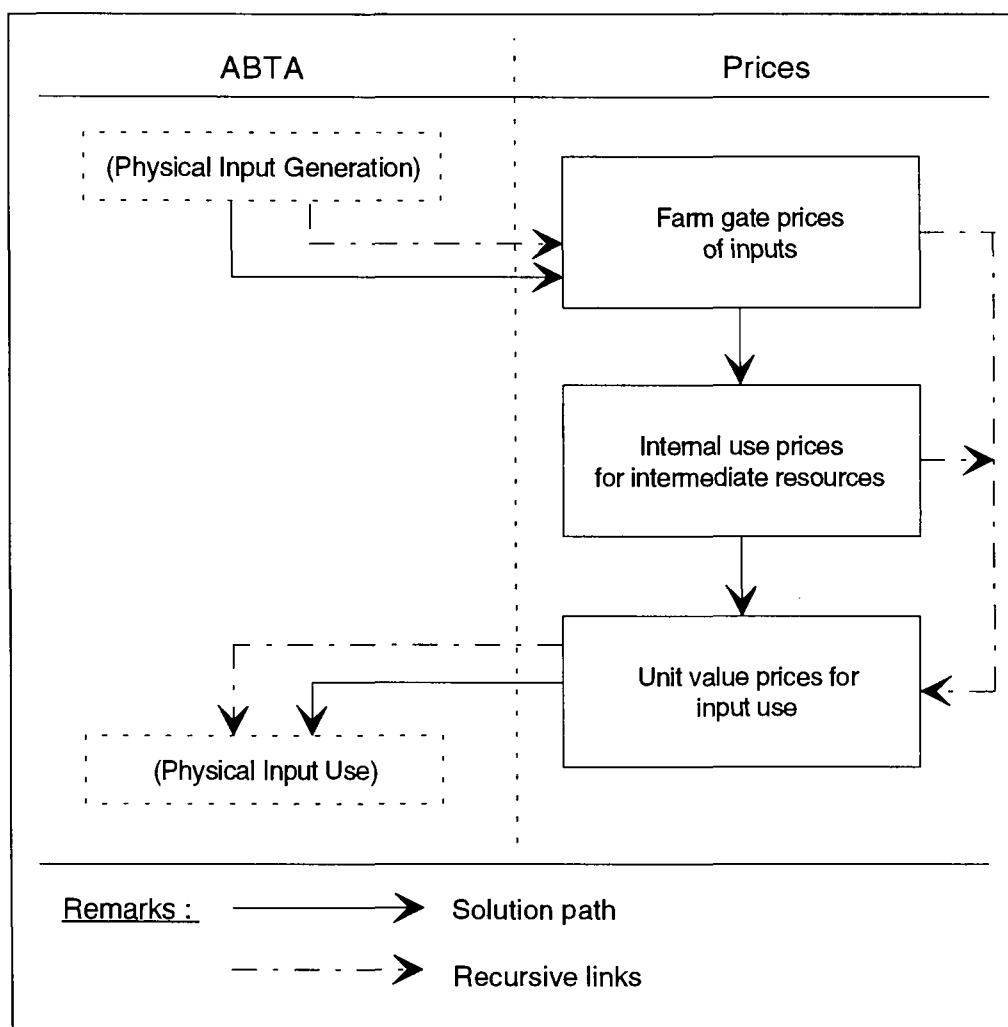 ABTA
Prices
(Physical Input Generation)
Farm gate prices
of inputs
Internal use prices
for intermediate resources
Unit value prices for
input use
(Physical Input Use)
Remarks :
Solution path
Recursive links